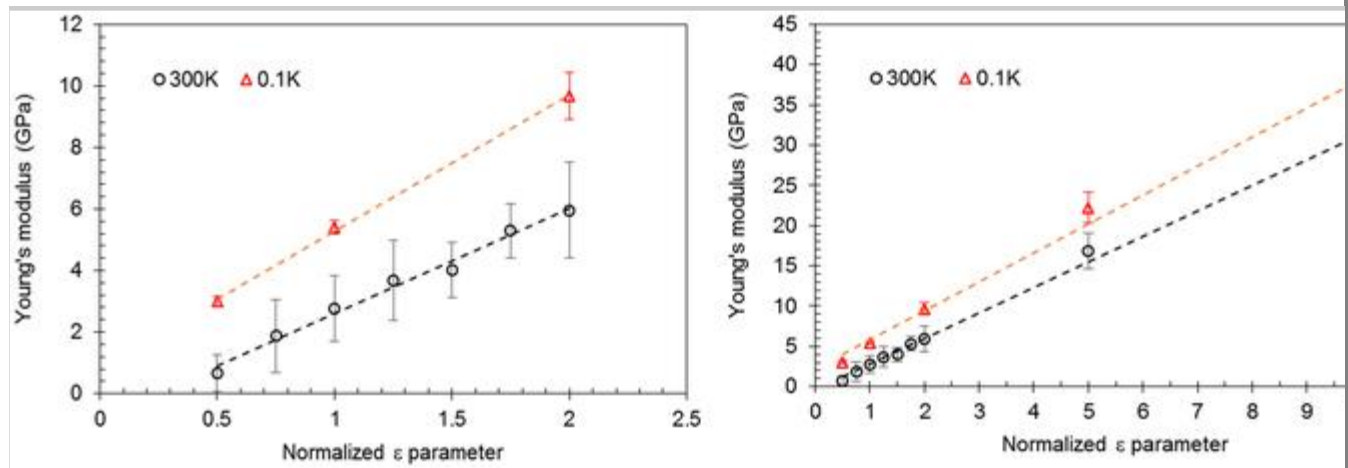 12
10
8
6
4
2
0
Young's modulus (GPa)
300K 0.1K
0 0.5 1 1.5 2 2.5
Normalized ε parameter
45
40
35
30
25
20
15
10
5
0
Young's modulus (GPa)
300K 0.1K
0 1 2 3 4 5 6 7 8 9
Normalized ε parameter